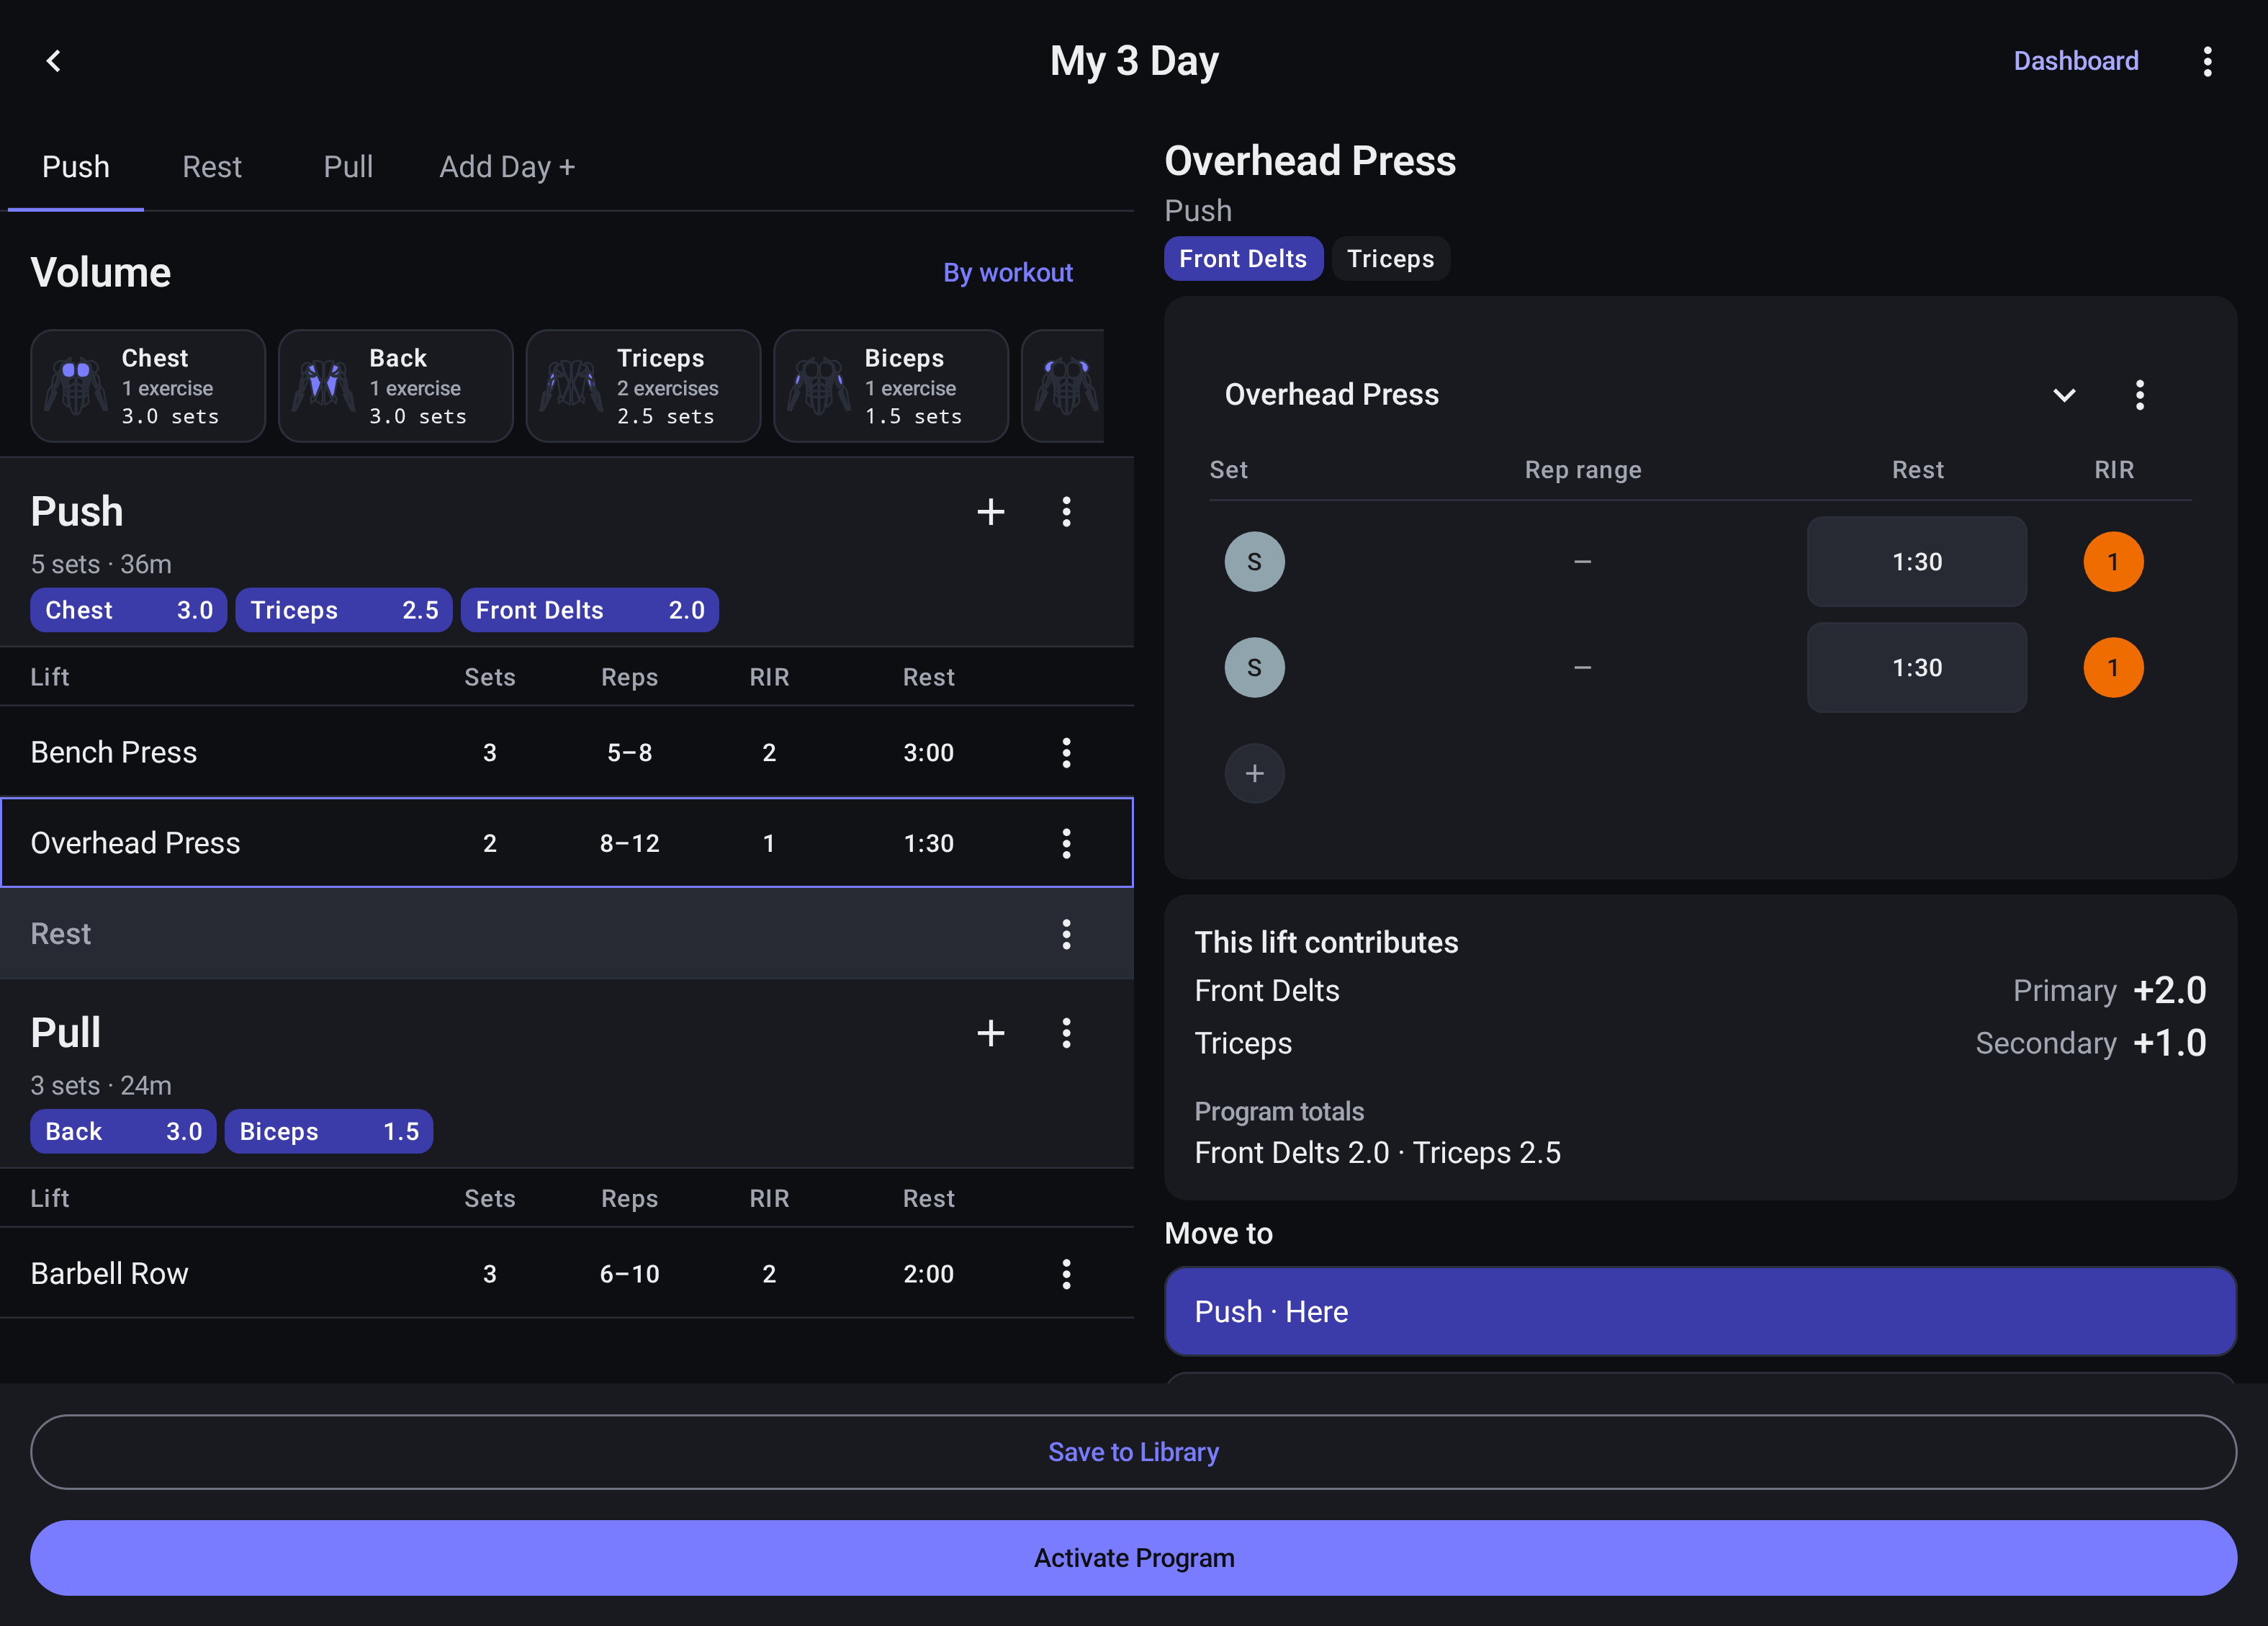 My 3 Day
Dashboard
Push Rest Pull Add Day +
Volume
By workout
Chest
1 exercise
3.0 sets
Back
1 exercise
3.0 sets
Triceps
2 exercises
2.5 sets
Biceps
1 exercise
1.5 sets
Push
5 sets · 36m
Chest 3.0 Triceps 2.5 Front Delts 2.0
Lift Sets Reps RIR Rest
Bench Press 3 5–8 2 3:00
Overhead Press 2 8–12 1 1:30
Rest
Pull
3 sets · 24m
Back 3.0 Biceps 1.5
Lift Sets Reps RIR Rest
Barbell Row 3 6–10 2 2:00
Overhead Press
Push
Front Delts Triceps
Overhead Press
Set Rep range Rest RIR
S – 1:30 1
S – 1:30 1
+
This lift contributes
Front Delts Primary +2.0
Triceps Secondary +1.0
Program totals
Front Delts 2.0 · Triceps 2.5
Move to
Push · Here
Save to Library
Activate Program